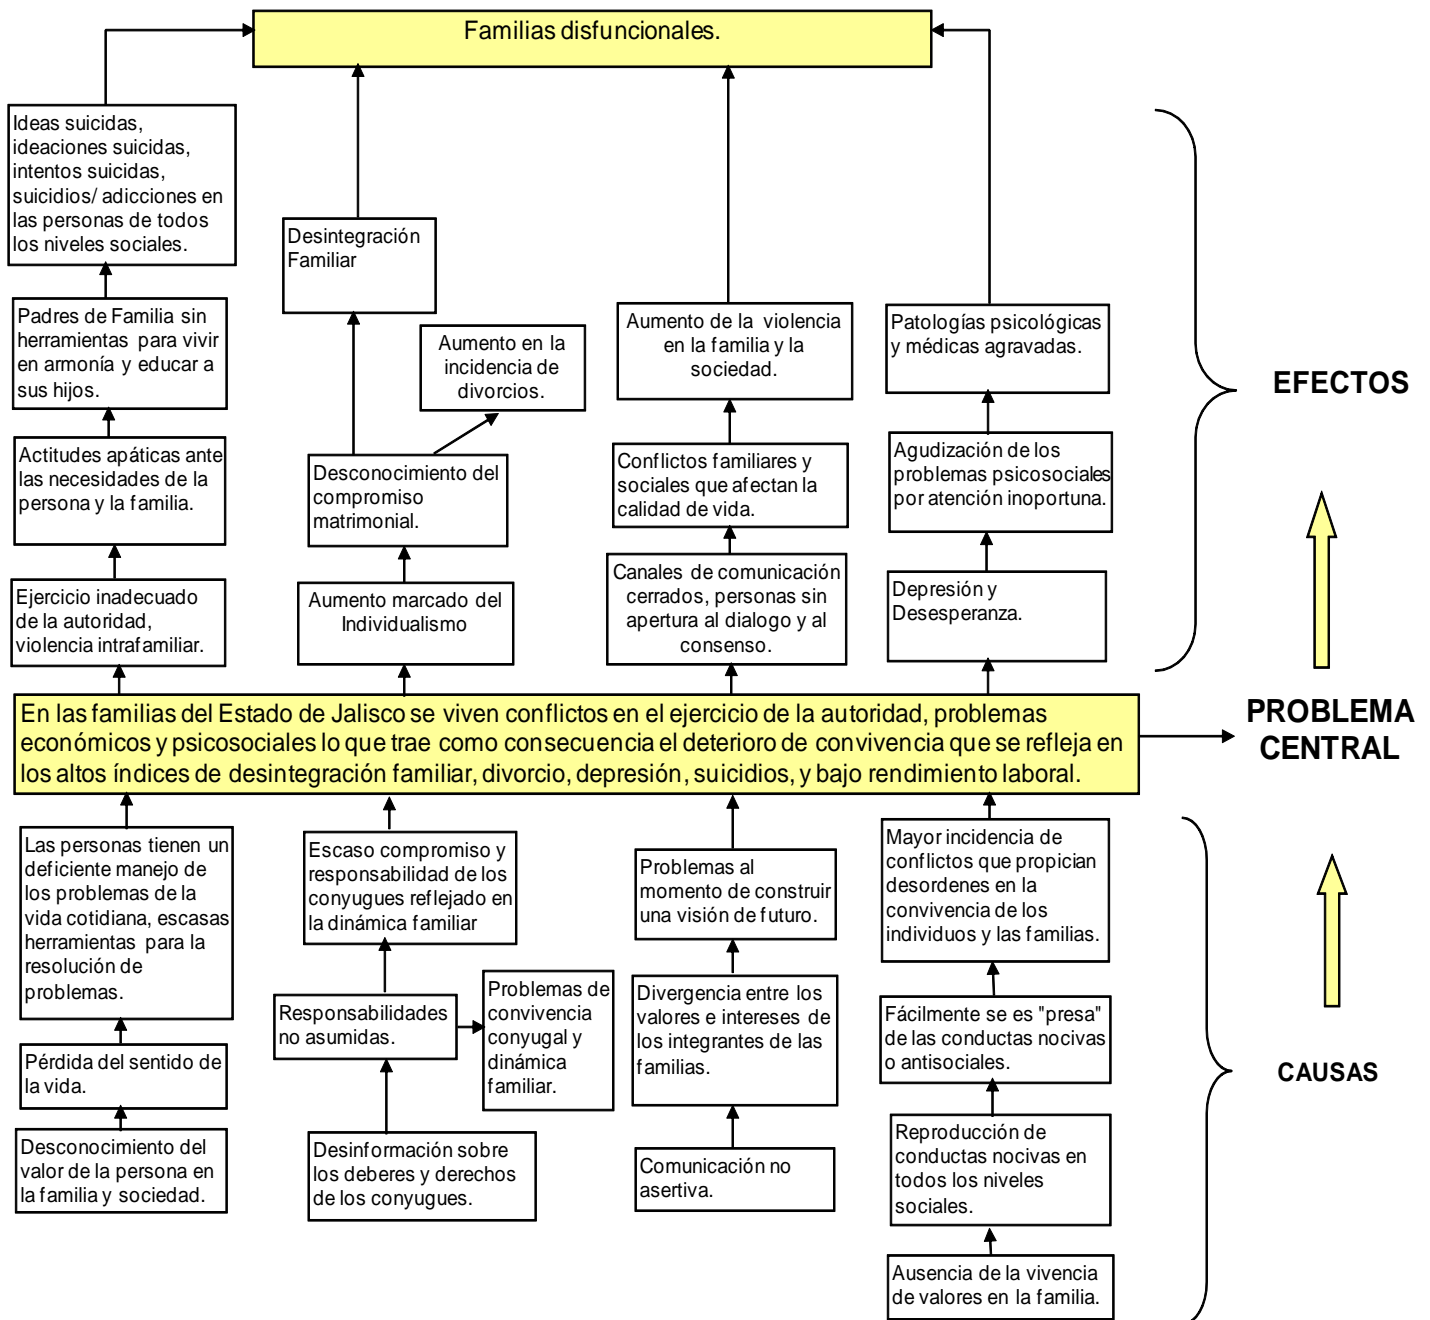 Familias disfuncionales.
Ideas suicidas,
ideaciones suicidas,
intentos suicidas,
suicidios/ adicciones en
las personas de todos
los niveles sociales.
Desintegración
Familiar
Padres de Familia sin
herramientas para vivir
en armonía y educar a
sus hijos.
Aumento en la
incidencia de
divorcios.
Aumento de la violencia
en la familia y la
sociedad.
Patologías psicológicas
y médicas agravadas.
EFECTOS
Actitudes apáticas ante
las necesidades de la
persona y la familia.
Desconocimiento del
compromiso
matrimonial.
Conflictos familiares y
sociales que afectan la
calidad de vida.
Agudización de los
problemas psicosociales
por atención inoportuna.
Ejercicio inadecuado
de la autoridad,
violencia intrafamiliar.
Aumento marcado del
Individualismo
Canales de comunicación
cerrados, personas sin
apertura al dialogo y al
consenso.
Depresión y
Desesperanza.
En las familias del Estado de Jalisco se viven conflictos en el ejercicio de la autoridad, problemas
económicos y psicosociales lo que trae como consecuencia el deterioro de convivencia que se refleja en
los altos índices de desintegración familiar, divorcio, depresión, suicidios, y bajo rendimiento laboral.
PROBLEMA
CENTRAL
Las personas tienen un
deficiente manejo de
los problemas de la
vida cotidiana, escasas
herramientas para la
resolución de
problemas.
Escaso compromiso y
responsabilidad de los
conyugues reflejado en
la dinámica familiar
Problemas al
momento de construir
una visión de futuro.
Mayor incidencia de
conflictos que propician
desordenes en la
convivencia de los
individuos y las familias.
Responsabilidades
no asumidas.
Problemas de
convivencia
conyugal y
dinámica
familiar.
Divergencia entre los
valores e intereses de
los integrantes de las
familias.
Fácilmente se es "presa"
de las conductas nocivas
o antisociales.
CAUSAS
Pérdida del sentido de
la vida.
Desconocimiento del
valor de la persona en
la familia y sociedad.
Desinformación sobre
los deberes y derechos
de los conyugues.
Comunicación no
asertiva.
Reproducción de
conductas nocivas en
todos los niveles
sociales.
Ausencia de la vivencia
de valores en la familia.